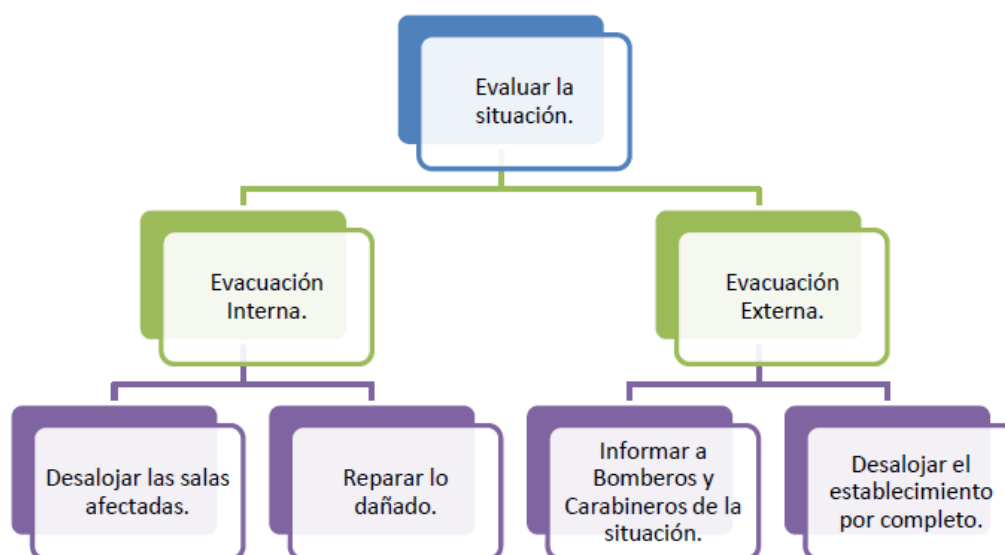 Evaluar la
situación.
Evacuación
Interna.
Evacuación
Externa.
Desalojar las salas
afectadas.
Reparar lo
dañado.
Informar a
Bomberos y
Carabineros de la
situación.
Desalojar el
establecimiento
por completo.